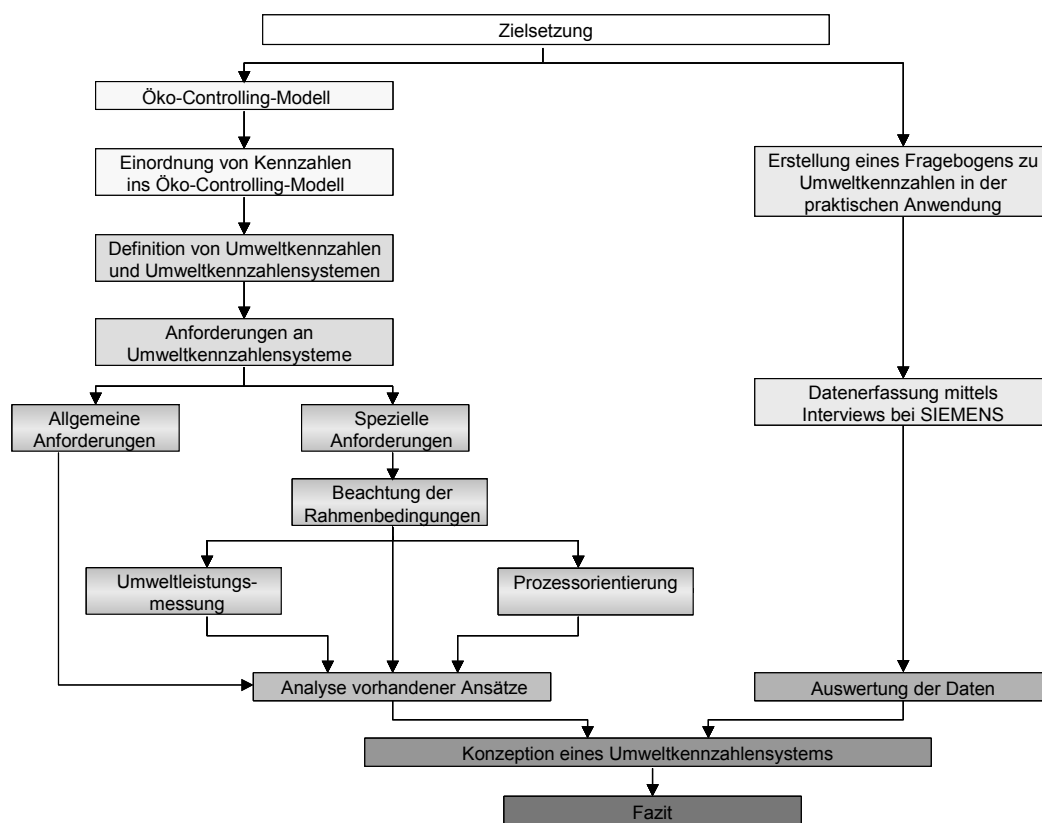 Zielsetzung
Öko-Controlling-Modell
Einordnung von Kennzahlen
ins Öko-Controlling-Modell
Erstellung eines Fragebogens zu
Umweltkennzahlen in der
praktischen Anwendung
Definition von Umweltkennzahlen
und Umweltkennzahlensystemen
Anforderungen an
Umweltkennzahlensysteme
Allgemeine
Anforderungen
Spezielle
Anforderungen
Datenerfassung mittels
Interviews bei SIEMENS
Beachtung der
Rahmenbedingungen
Umweltleistungs-
messung
Prozessorientierung
Analyse vorhandener Ansätze
Auswertung der Daten
Konzeption eines Umweltkennzahlensystems
Fazit